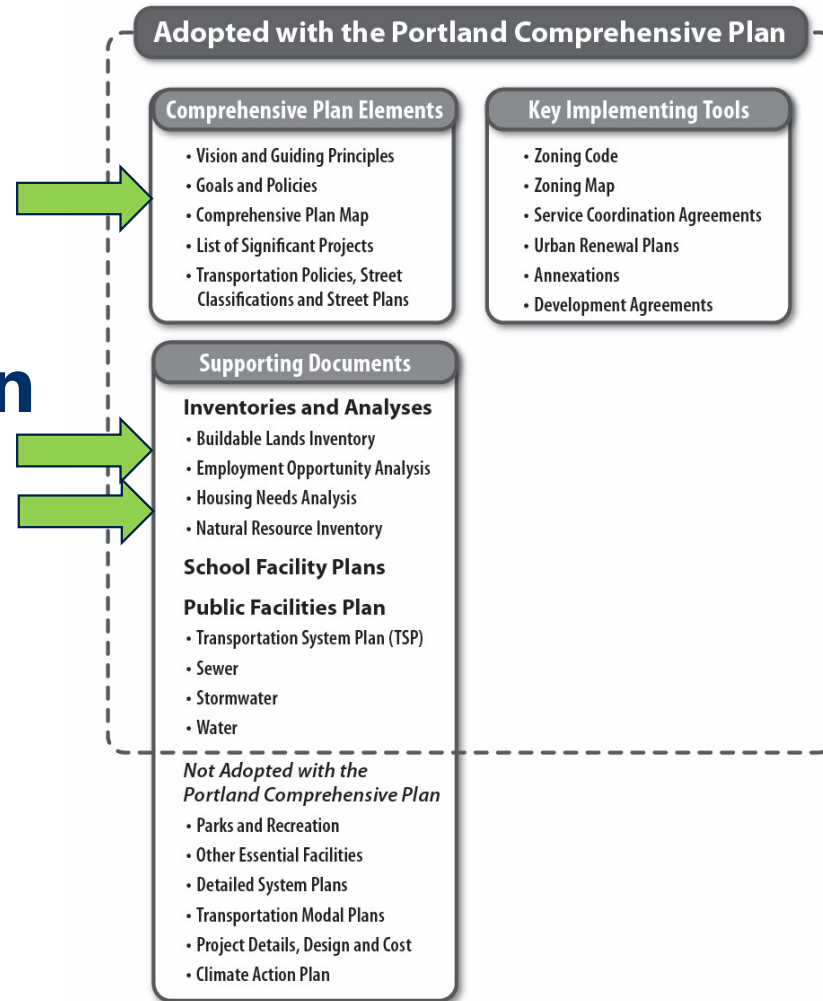 Adopted with the Portland Comprehensive Plan
Comprehensive Plan Elements
• Vision and Guiding Principles
• Goals and Policies
• Comprehensive Plan Map
• List of Significant Projects
• Transportation Policies, Street
Classifications and Street Plans
Key Implementing Tools
• Zoning Code
• Zoning Map
• Service Coordination Agreements
• Urban Renewal Plans
• Annexations
• Development Agreements
n
Supporting Documents
Inventories and Analyses
• Buildable Lands Inventory
• Employment Opportunity Analysis
• Housing Needs Analysis
• Natural Resource Inventory
School Facility Plans
Public Facilities Plan
• Transportation System Plan (TSP)
• Sewer
• Stormwater
• Water
Not Adopted with the
Portland Comprehensive Plan
• Parks and Recreation
• Other Essential Facilities
• Detailed System Plans
• Transportation Modal Plans
• Project Details, Design and Cost
• Climate Action Plan